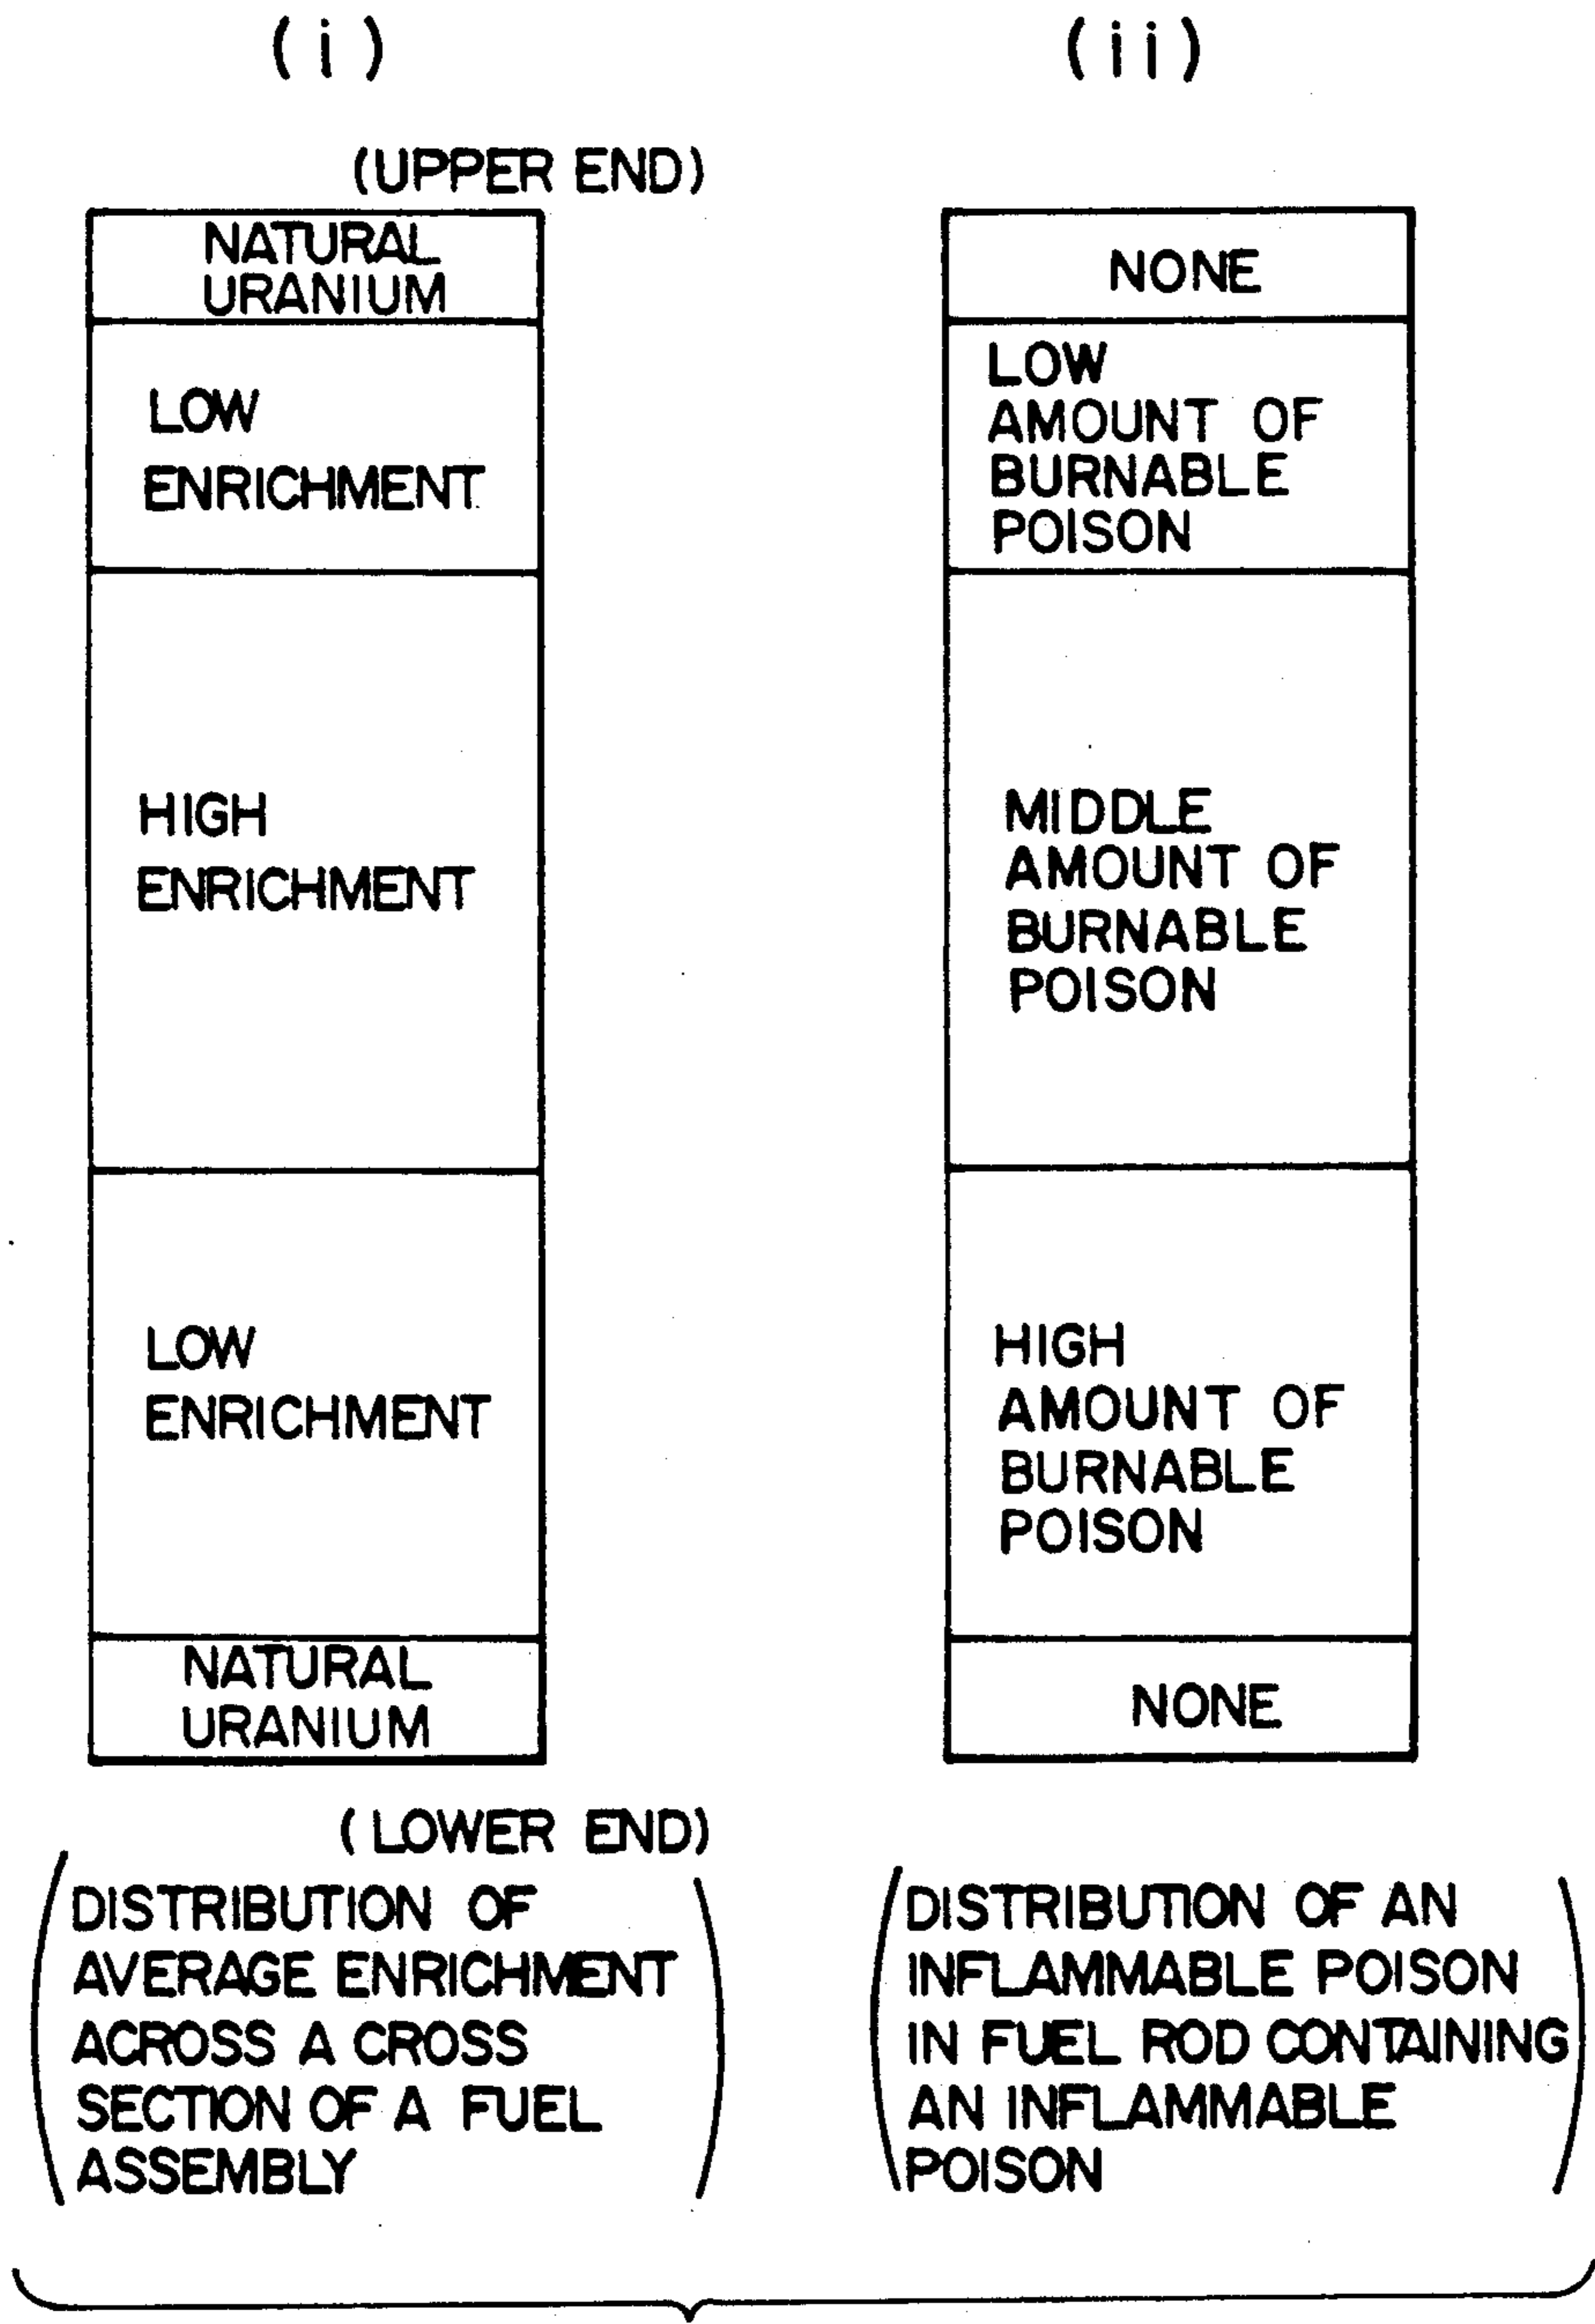 (i)
(UPPER END)
NATURAL
URANIUM
LOW
ENRICHMENT
HIGH
ENRICHMENT
LOW
ENRICHMENT
NATURAL
URANIUM
(LOWER END)
(DISTRIBUTION OF
AVERAGE ENRICHMENT
ACROSS A CROSS
SECTION OF A FUEL
ASSEMBLY)
(ii)
NONE
LOW
AMOUNT OF
BURNABLE
POISON
MIDDLE
AMOUNT OF
BURNABLE
POISON
HIGH
AMOUNT OF
BURNABLE
POISON
NONE
(DISTRIBUTION OF AN
INFLAMMABLE POISON
IN FUEL ROD CONTAINING
AN INFLAMMABLE
POISON)